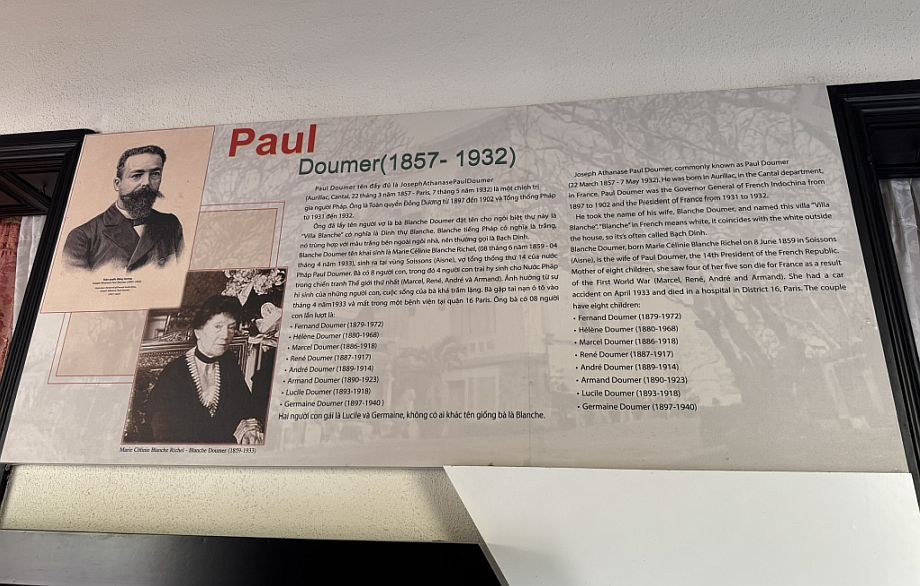 Paul
Doumer(1857- 1932)
Paul Doumer tên đầy đủ là JosephAthanasePaulDoumer
(Aurillac, Cantal, 22 tháng 3 năm 1857 - Paris, 7 tháng 5 năm 1932) là một chính trị
gia người Pháp. Ông là Toàn quyền Đông Dương từ 1897 đến 1902 và Tổng thống Pháp
từ 1931 đến 1932.
Ông đã lấy tên người vợ là bà Blanche Doumer đặt tên cho ngôi biệt thự này là
"Villa Blanche" có nghĩa là Dinh thự Blanche. Blanche tiếng Pháp có nghĩa là trắng,
nó trùng hợp với màu trắng bên ngoài ngôi nhà, nên thường gọi là Bạch Dinh.
Blanche Doumer tên khai sinh là Marie Célinie Blanche Richel, (08 tháng 6 năm 1859 - 04
tháng 4 năm 1933), sinh ra tại vùng Soissons (Aisne), vợ tổng thống thứ 14 của nước
Pháp Paul Doumer. Bà có 8 người con, trong đó 4 người con trai hy sinh cho Nước Pháp
trong chiến tranh Thế giới thứ nhất (Marcel, René, André và Armand). Ảnh hưởng từ sự
hi sinh của những người con, cuộc sống của bà khá trầm lặng. Bà gặp tai nạn ô tô vào
tháng 4 năm1933 và mất trong một bệnh viện tại quận 16 Paris. Ông bà có 08 người
con lần lượt là:
• Fernand Doumer (1879-1972)
• Hélène Doumer (1880-1968)
• Marcel Doumer (1886-1918)
• René Doumer (1887-1917)
• André Doumer (1889-1914)
• Armand Doumer (1890-1923)
• Lucile Doumer (1893-1918)
• Germaine Doumer (1897-1940 )
Hai người con gái là Lucile và Germaine, không có ai khác tên giống bà là Blanche.
Joseph Athanase Paul Doumer, commonly known as Paul Doumer
(22 March 1857 - 7 May 1932). He was born in Aurillac, in the Cantal department,
in France. Paul Doumer was the Governor General of French Indochina from
1897 to 1902 and the President of France from 1931 to 1932.
He took the name of his wife, Blanche Doumer, and named this villa "Villa
Blanche". "Blanche" in French means white, it coincides with the white outside
the house, so its's often called Bạch Dinh.
Blanche Doumer, born Marie Célinie Blanche Richel on 8 June 1859 in Soissons
(Aisne), is the wife of Paul Doumer, the 14th President of the French Republic.
Mother of eight children, she saw four of her five son die for France as a result
of the First World War (Marcel, René, André and Armand). She had a car
accident on April 1933 and died in a hospital in District 16, Paris. The couple
have eight children:
• Fernand Doumer (1879-1972)
• Hélène Doumer (1880-1968)
• Marcel Doumer (1886-1918)
• René Doumer (1887-1917)
• André Doumer (1889-1914)
• Armand Doumer (1890-1923)
• Lucile Doumer (1893-1918)
• Germaine Doumer (1897-1940)
Marie Célinie Blanche Richel - Blanche Doumer (1859-1933)